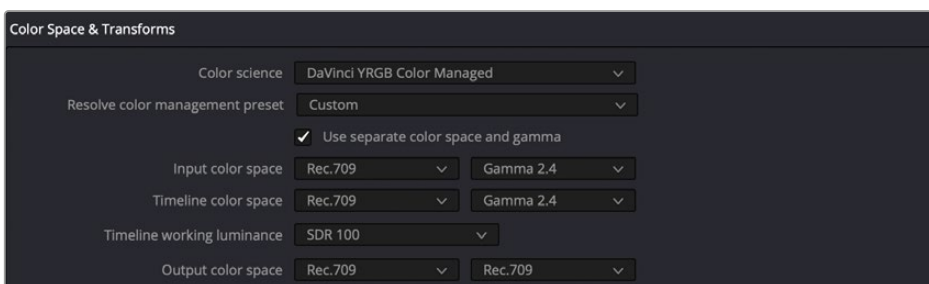 Color Space & Transforms
Color science DaVinci YRGB Color Managed
Resolve color management preset Custom
Use separate color space and gamma
Input color space Rec.709 Gamma 2.4
Timeline color space Rec.709 Gamma 2.4
Timeline working luminance SDR 100
Output color space Rec.709 Rec.709